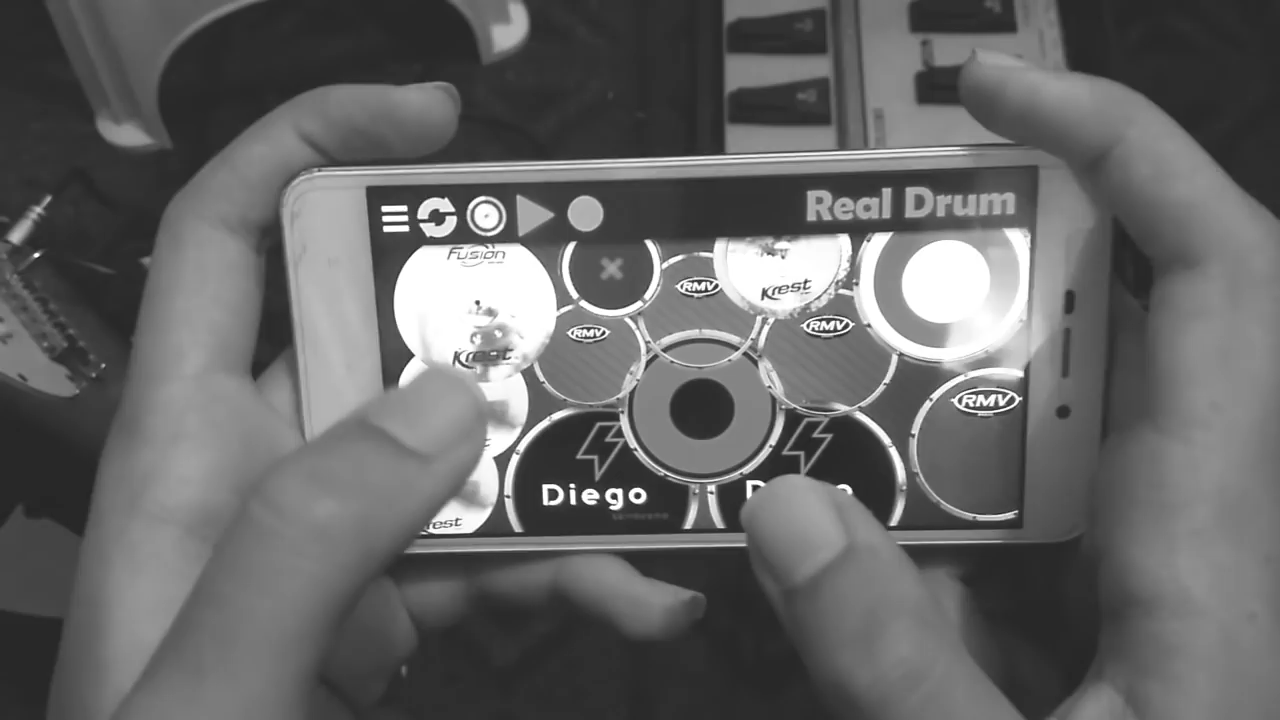 Real Drum
Fusion
Krest
RMV
RMV
Krest
RMV
RMV
Diego
rest